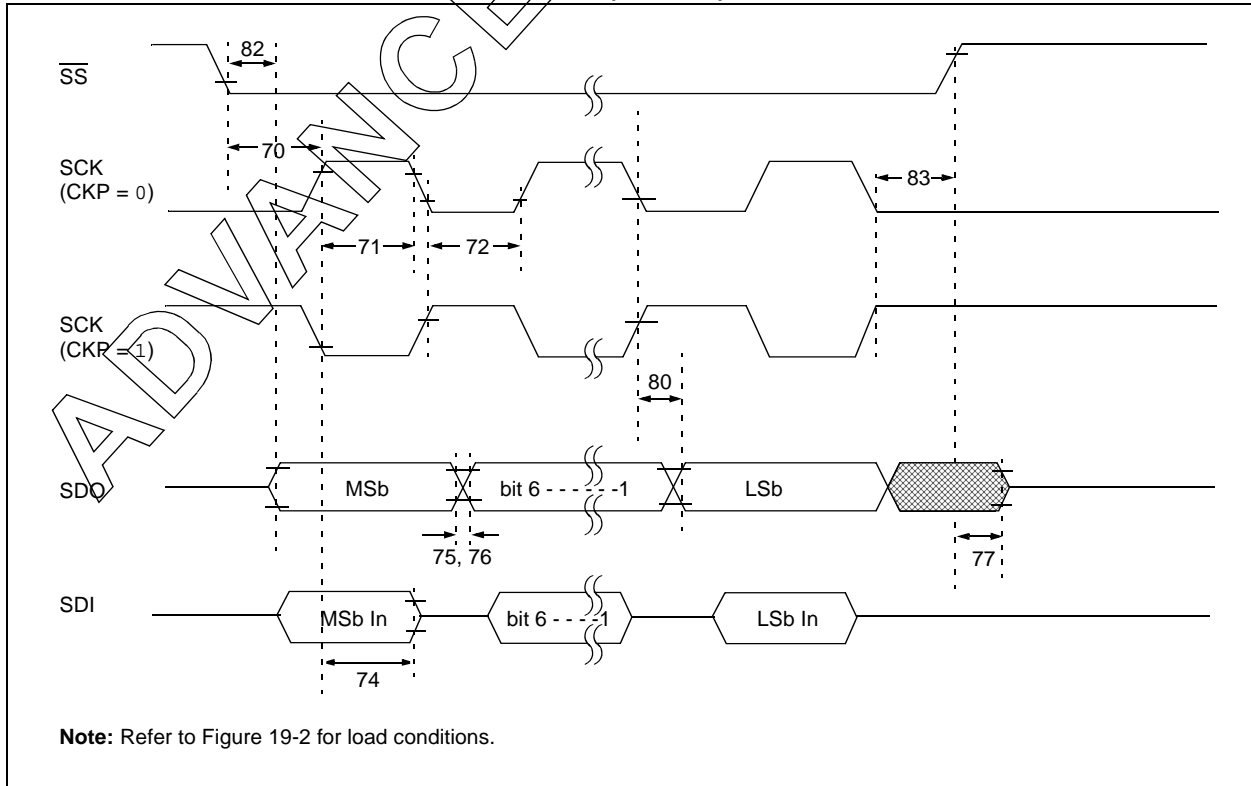 82
SS
70
SCK
(CKP = 0)
83
71
72
SCK
(CKP = 1)
80
SDO
MSb
bit 6 - - - - - -1
LSb
75, 76
77
SDI
MSb In
bit 6 - - - -1
LSb In
74
Note: Refer to Figure 19-2 for load conditions.